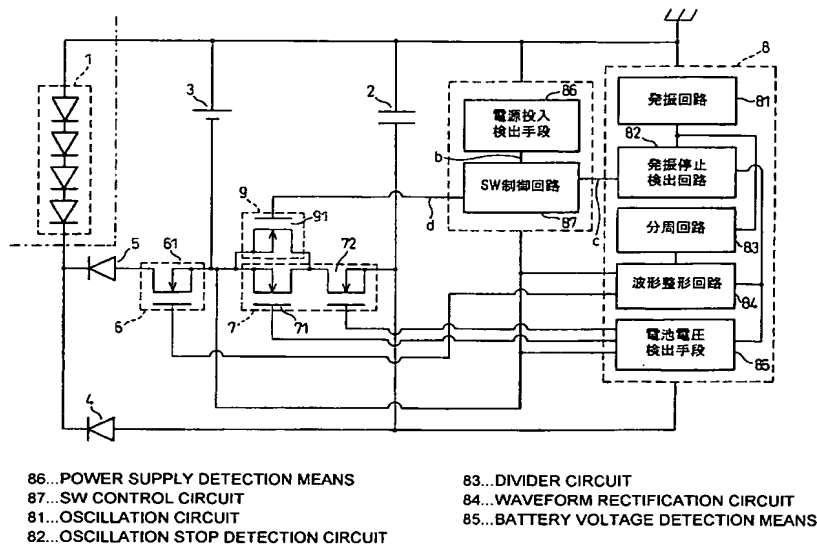 1
3
2
86
電源投入
検出手段
b
SW制御回路
87
d
c
8
発振回路
81
82
発振停止
検出回路
分周回路
83
波形整形回路
84
電池電圧
検出手段
85
9
91
5
61
6
72
7
71
4
86...POWER SUPPLY DETECTION MEANS
87...SW CONTROL CIRCUIT
81...OSCILLATION CIRCUIT
82...OSCILLATION STOP DETECTION CIRCUIT
83...DIVIDER CIRCUIT
84...WAVEFORM RECTIFICATION CIRCUIT
85...BATTERY VOLTAGE DETECTION MEANS